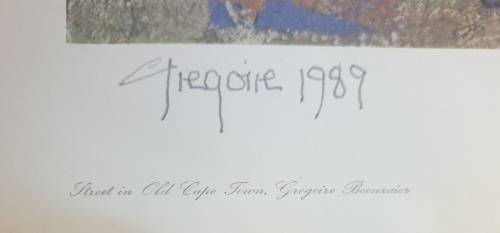 Gregoire 1989
Street in Old Cape Town, Gregoire Boonzaier